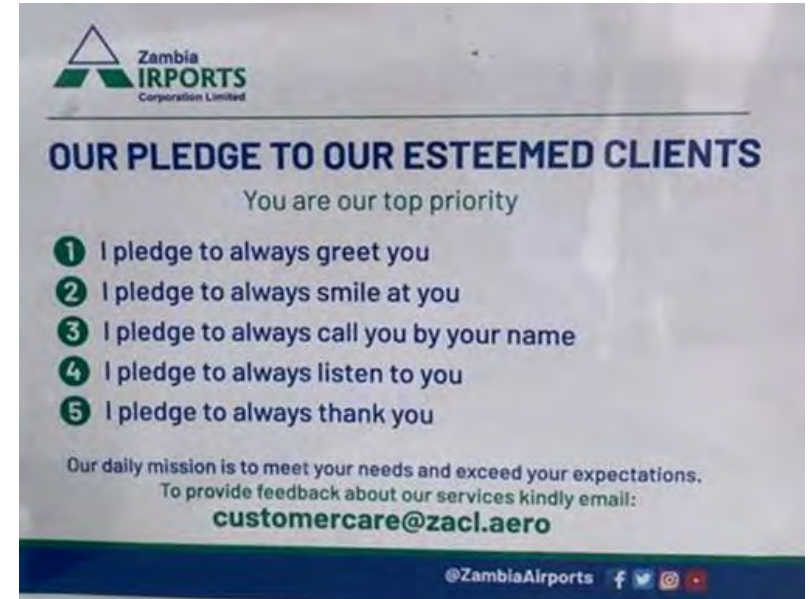 Zambia
AIRPORTS
Corporation Limited
OUR PLEDGE TO OUR ESTEEMED CLIENTS
You are our top priority
1 I pledge to always greet you
2 I pledge to always smile at you
3 I pledge to always call you by your name
4 I pledge to always listen to you
5 I pledge to always thank you
Our daily mission is to meet your needs and exceed your expectations.
To provide feedback about our services kindly email:
customercare@zacl.aero
@ZambiaAirports